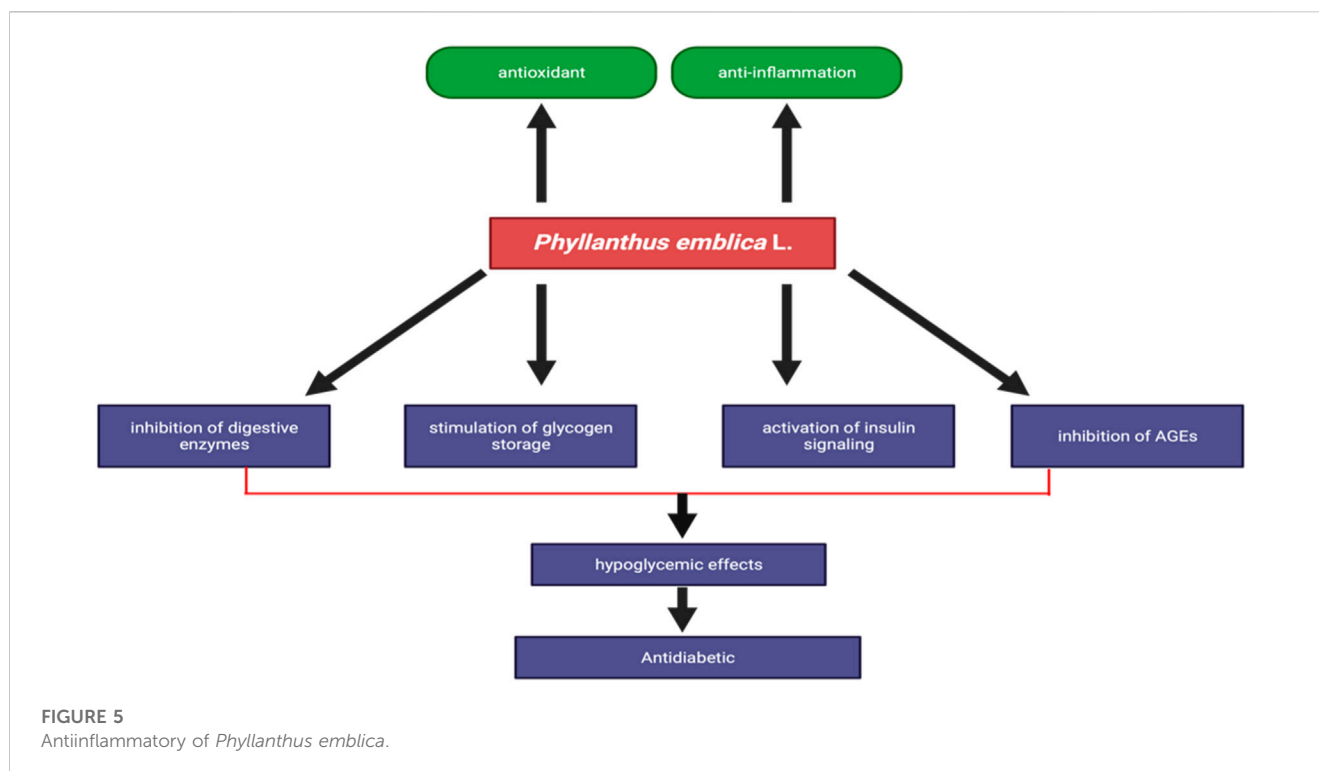 antioxidant
anti-inflammation
Phyllanthus emblica L.
inhibition of digestive
enzymes
stimulation of glycogen
storage
activation of insulin
signaling
inhibition of AGEs
hypoglycemic effects
Antidiabetic
FIGURE 5
Antiinflammatory of Phyllanthus emblica.